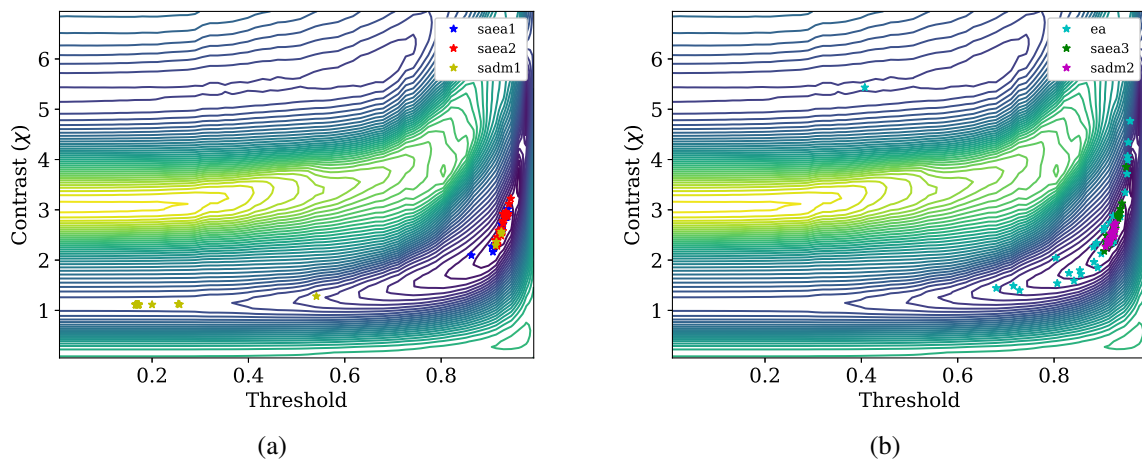 saea1
saea2
sadm1
Contrast (χ)
6
5
4
3
2
1
0.2 0.4 0.6 0.8
Threshold
(a)
ea
saea3
sadm2
Contrast (χ)
6
5
4
3
2
1
0.2 0.4 0.6 0.8
Threshold
(b)